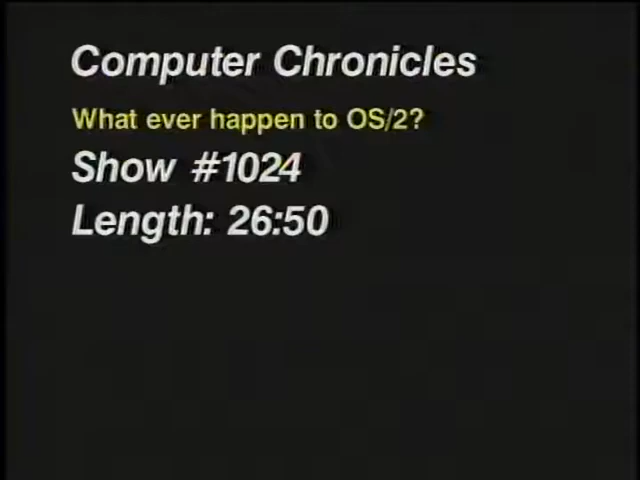 Computer Chronicles
What ever happen to OS/2?
Show #1024
Length: 26:50